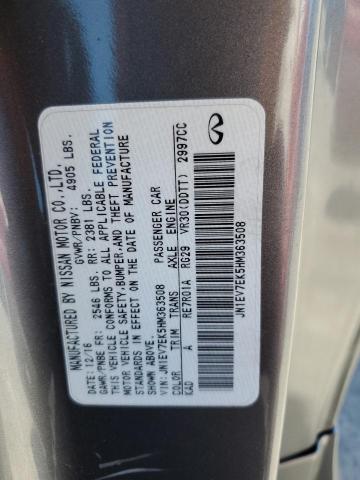 MANUFACTURED BY NISSAN MOTOR CO.,LTD.
DATE: 12/16 GVWR/PNBV: 4905 LBS.
GAWR/PNBE FR: 2546 LBS. RR: 2381 LBS.
THIS VEHICLE CONFORMS TO ALL APPLICABLE FEDERAL
MOTOR VEHICLE SAFETY,BUMPER,AND THEFT PREVENTION
STANDARDS IN EFFECT ON THE DATE OF MANUFACTURE
SHOWN ABOVE.
VIN: JN1EV7EK5HM363508 PASSENGER CAR
COLOR TRIM TRANS AXLE ENGINE
KAD A RE7R01A RG29 VR30(DDTT) 2997CC
JN1EV7EK5HM363508